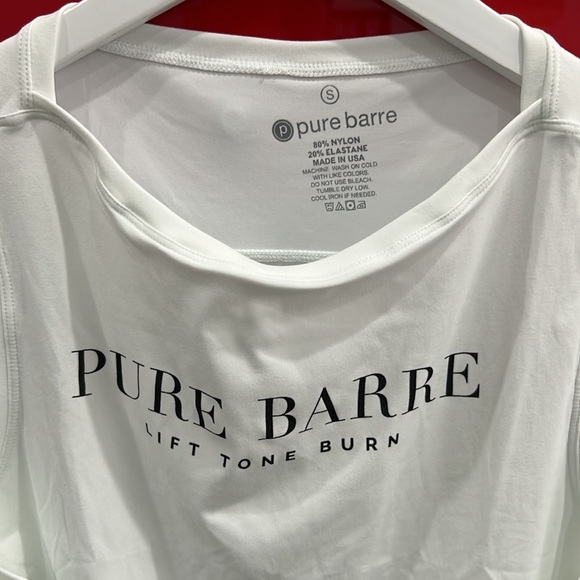 S
pure barre
80% NYLON
20% ELASTANE
MADE IN USA
MACHINE WASH ON COLD
WITH LIKE COLORS.
DO NOT USE BLEACH.
TUMBLE DRY LOW.
COOL IRON IF NEEDED.
PURE BARRE
LIFT TONE BURN